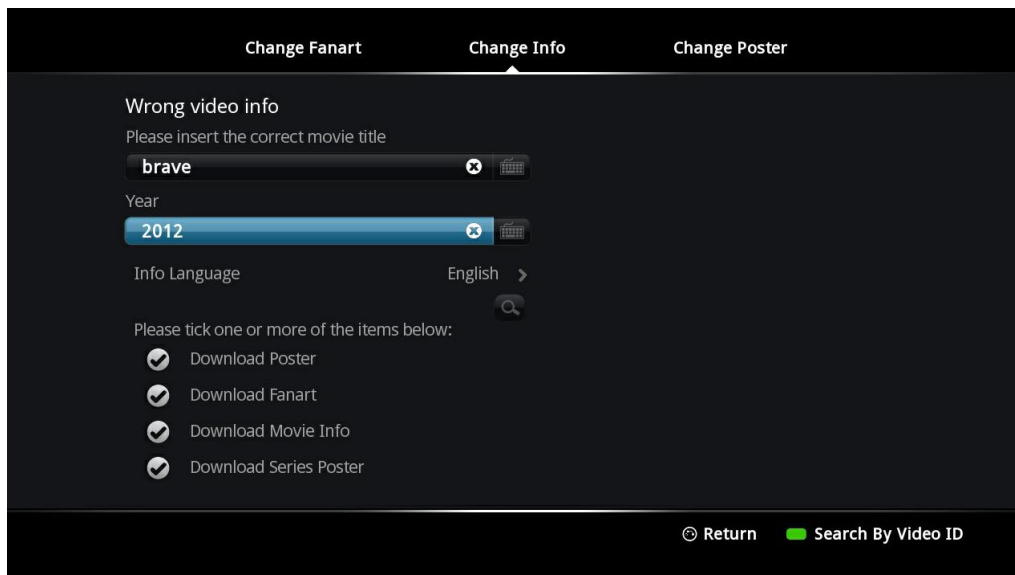 Change Fanart Change Info Change Poster
Wrong video info
Please insert the correct movie title
brave
Year
2012
Info Language English
Please tick one or more of the items below:
Download Poster
Download Fanart
Download Movie Info
Download Series Poster
Return Search By Video ID